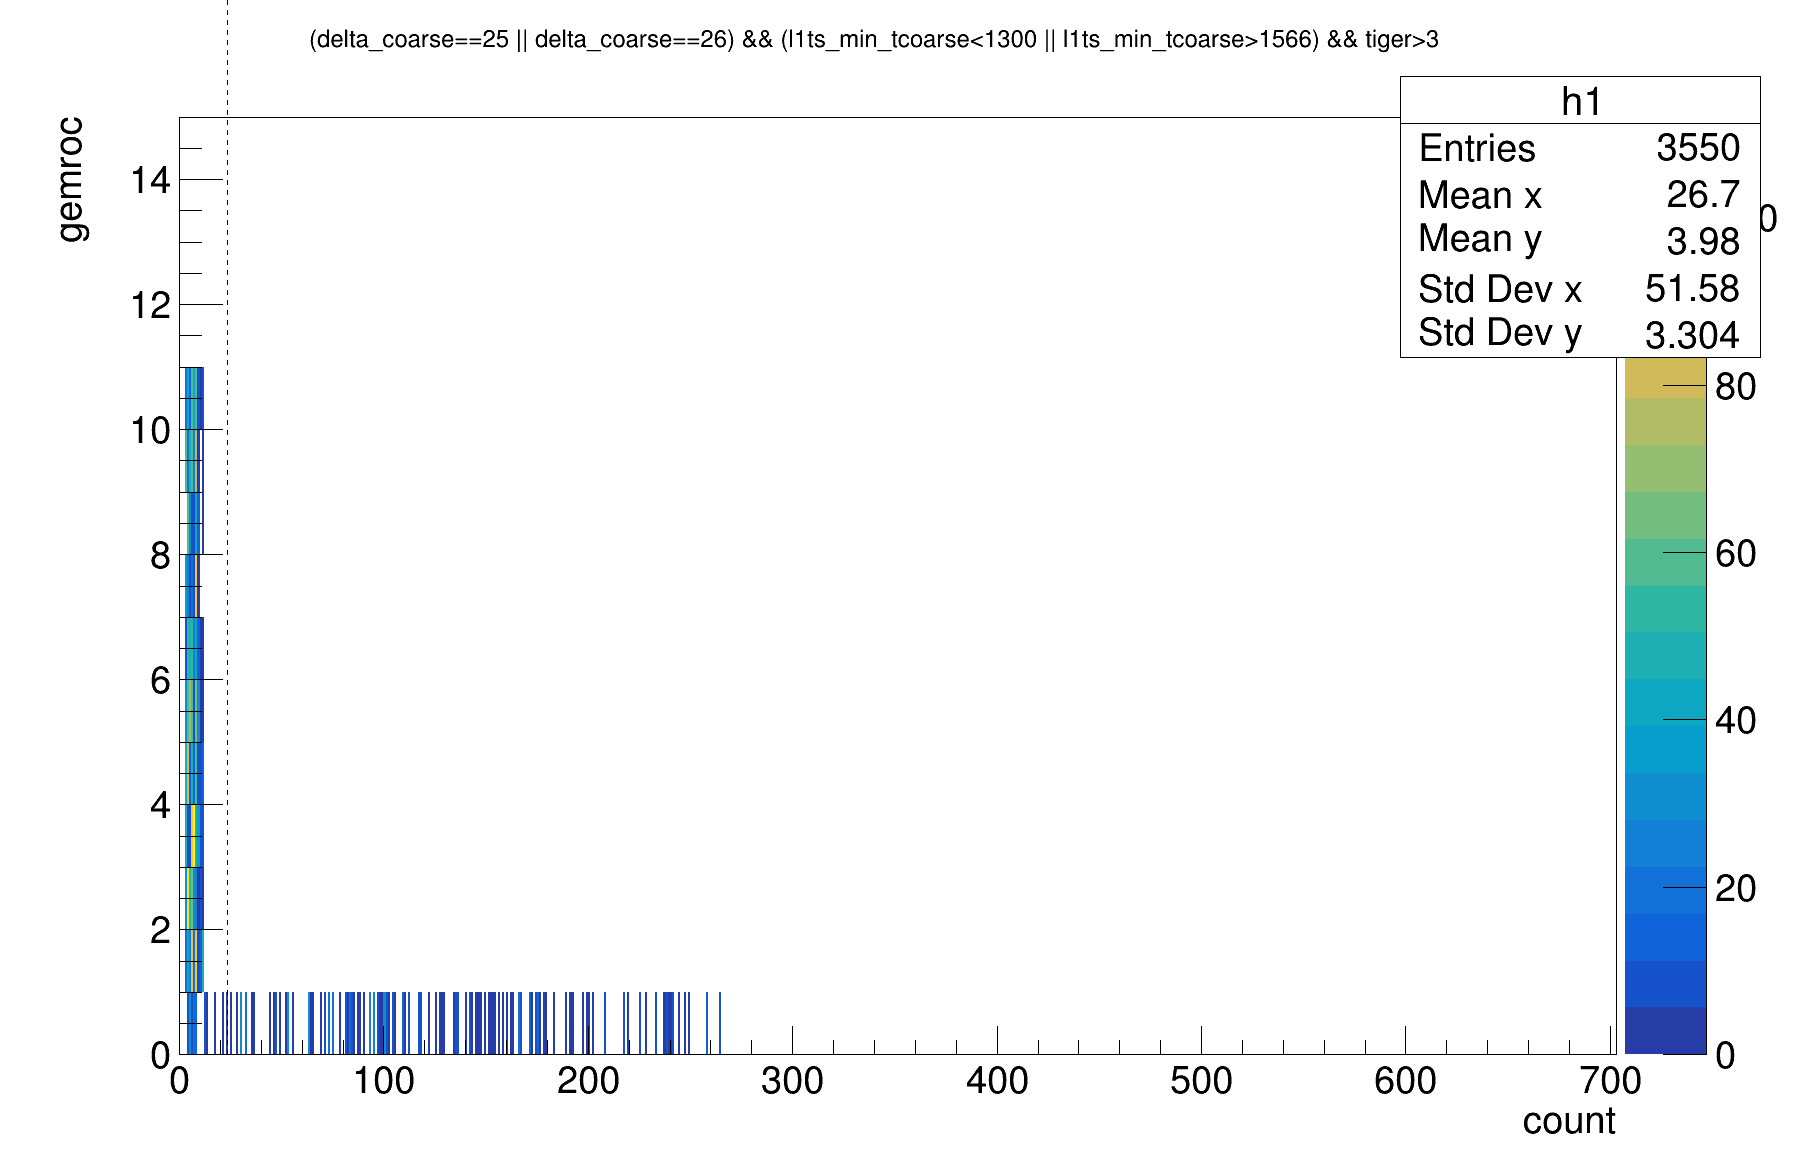 (delta_coarse==25 || delta_coarse==26) && (l1ts_min_tcoarse<1300 || l1ts_min_tcoarse>1566) && tiger>3
h1
Entries 3550
Mean x 26.7
Mean y 3.98
Std Dev x 51.58
Std Dev y 3.304
gemroc
14
12
10
8
6
4
2
0
0 100 200 300 400 500 600 700
count
0
80
60
40
20
0